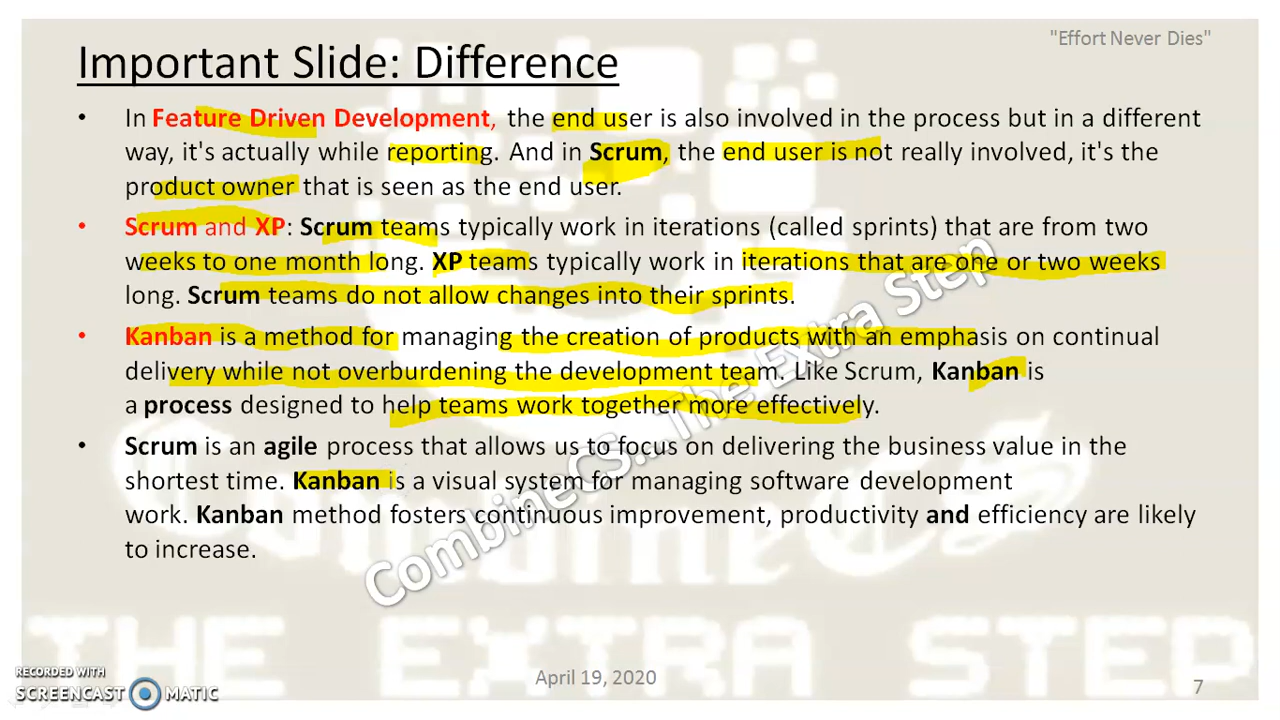 "Effort Never Dies"
Important Slide: Difference
• In Feature Driven Development, the end user is also involved in the process but in a different
way, it's actually while reporting. And in Scrum, the end user is not really involved, it's the
product owner that is seen as the end user.
• Scrum and XP: Scrum teams typically work in iterations (called sprints) that are from two
weeks to one month long. XP teams typically work in iterations that are one or two weeks
long. Scrum teams do not allow changes into their sprints.
• Kanban is a method for managing the creation of products with an emphasis on continual
delivery while not overburdening the development team. Like Scrum, Kanban is
a process designed to help teams work together more effectively.
• Scrum is an agile process that allows us to focus on delivering the business value in the
shortest time. Kanban is a visual system for managing software development
work. Kanban method fosters continuous improvement, productivity and efficiency are likely
to increase.
CombineCS...The Extra Step
CombineCS
THE EXTRA STEP
RECORDED WITH
SCREENCAST MATIC
April 19, 2020
7